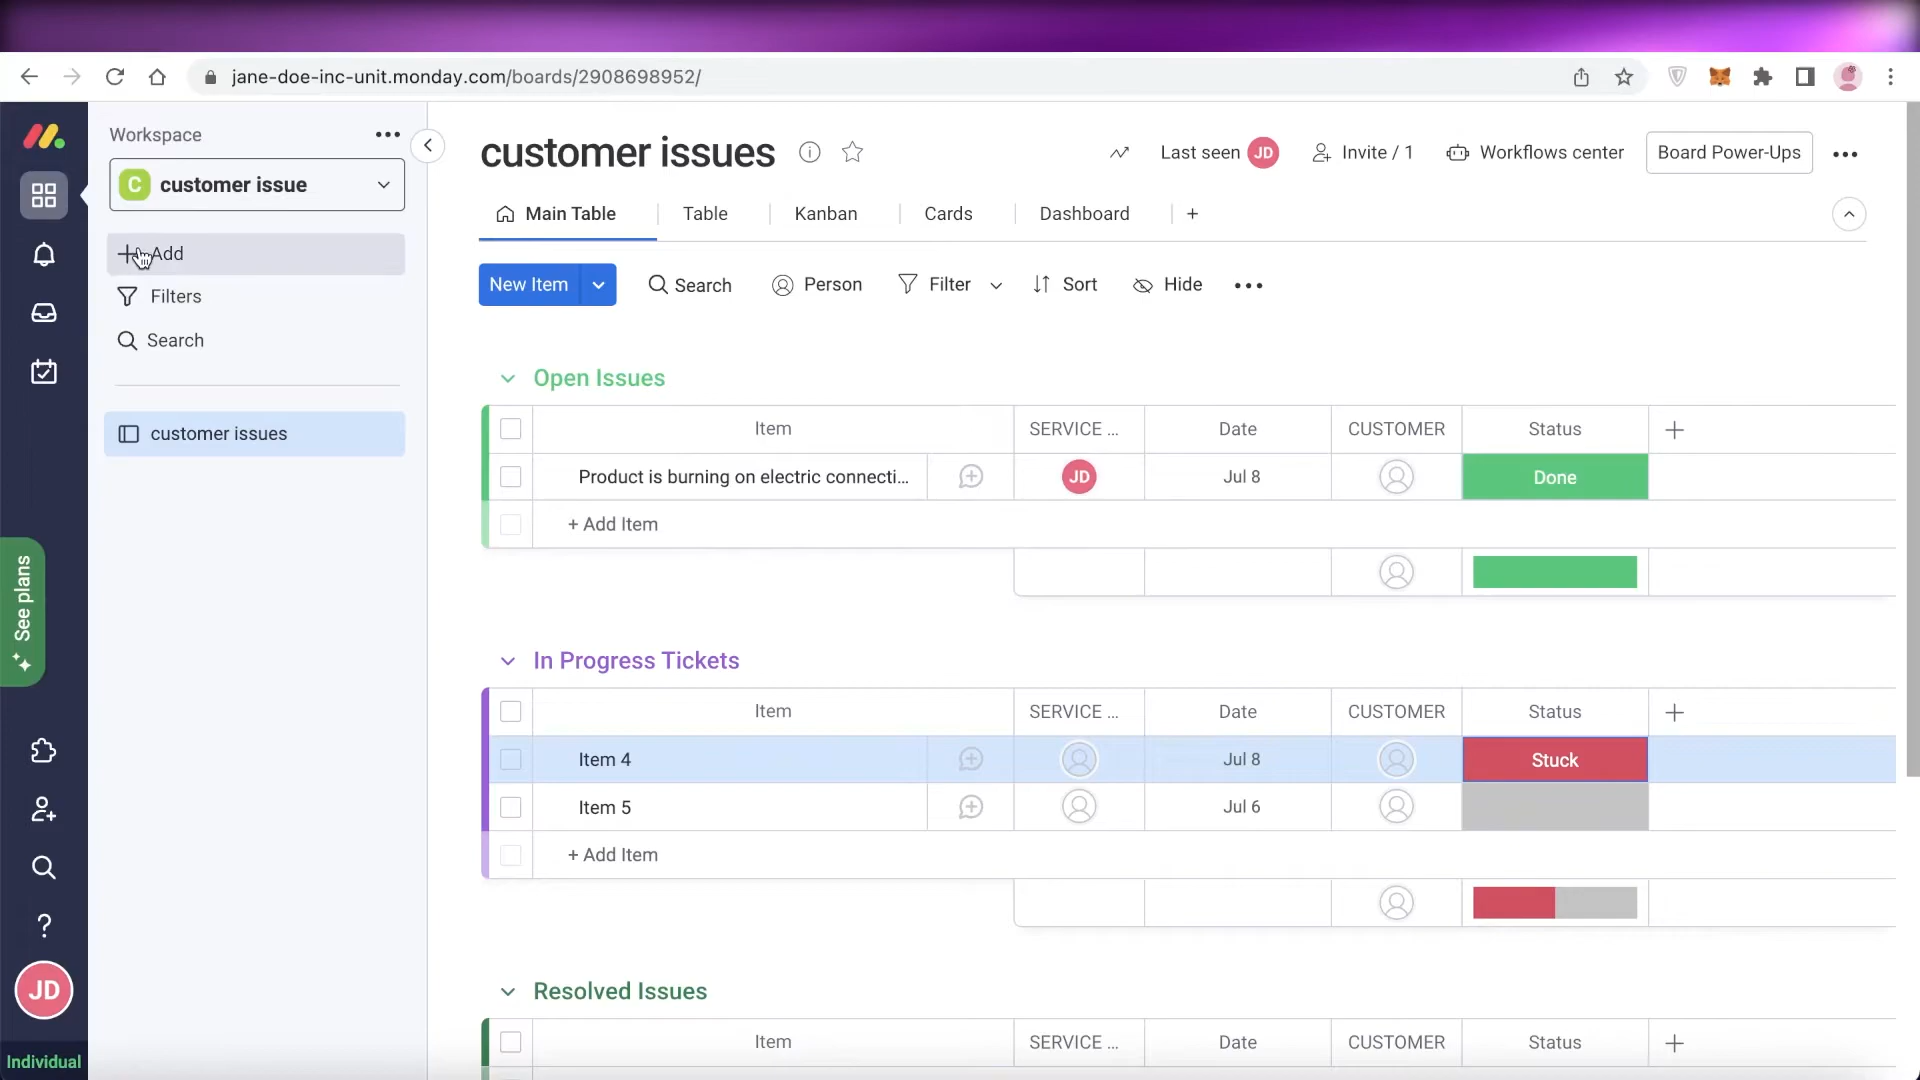 jane-doe-inc-unit.monday.com/boards/2908698952/
Workspace
C customer issue
Add
Filters
Search
customer issues
See plans
JD
Individual
customer issues
Last seen JD
Invite / 1
Workflows center
Board Power-Ups
Main Table
Table
Kanban
Cards
Dashboard
+
New Item
Search
Person
Filter
Sort
Hide
Open Issues
Item SERVICE ... Date CUSTOMER Status +
Product is burning on electric connecti... JD Jul 8 Done
+ Add Item
In Progress Tickets
Item SERVICE ... Date CUSTOMER Status +
Item 4 Jul 8 Stuck
Item 5 Jul 6
+ Add Item
Resolved Issues
Item SERVICE ... Date CUSTOMER Status +